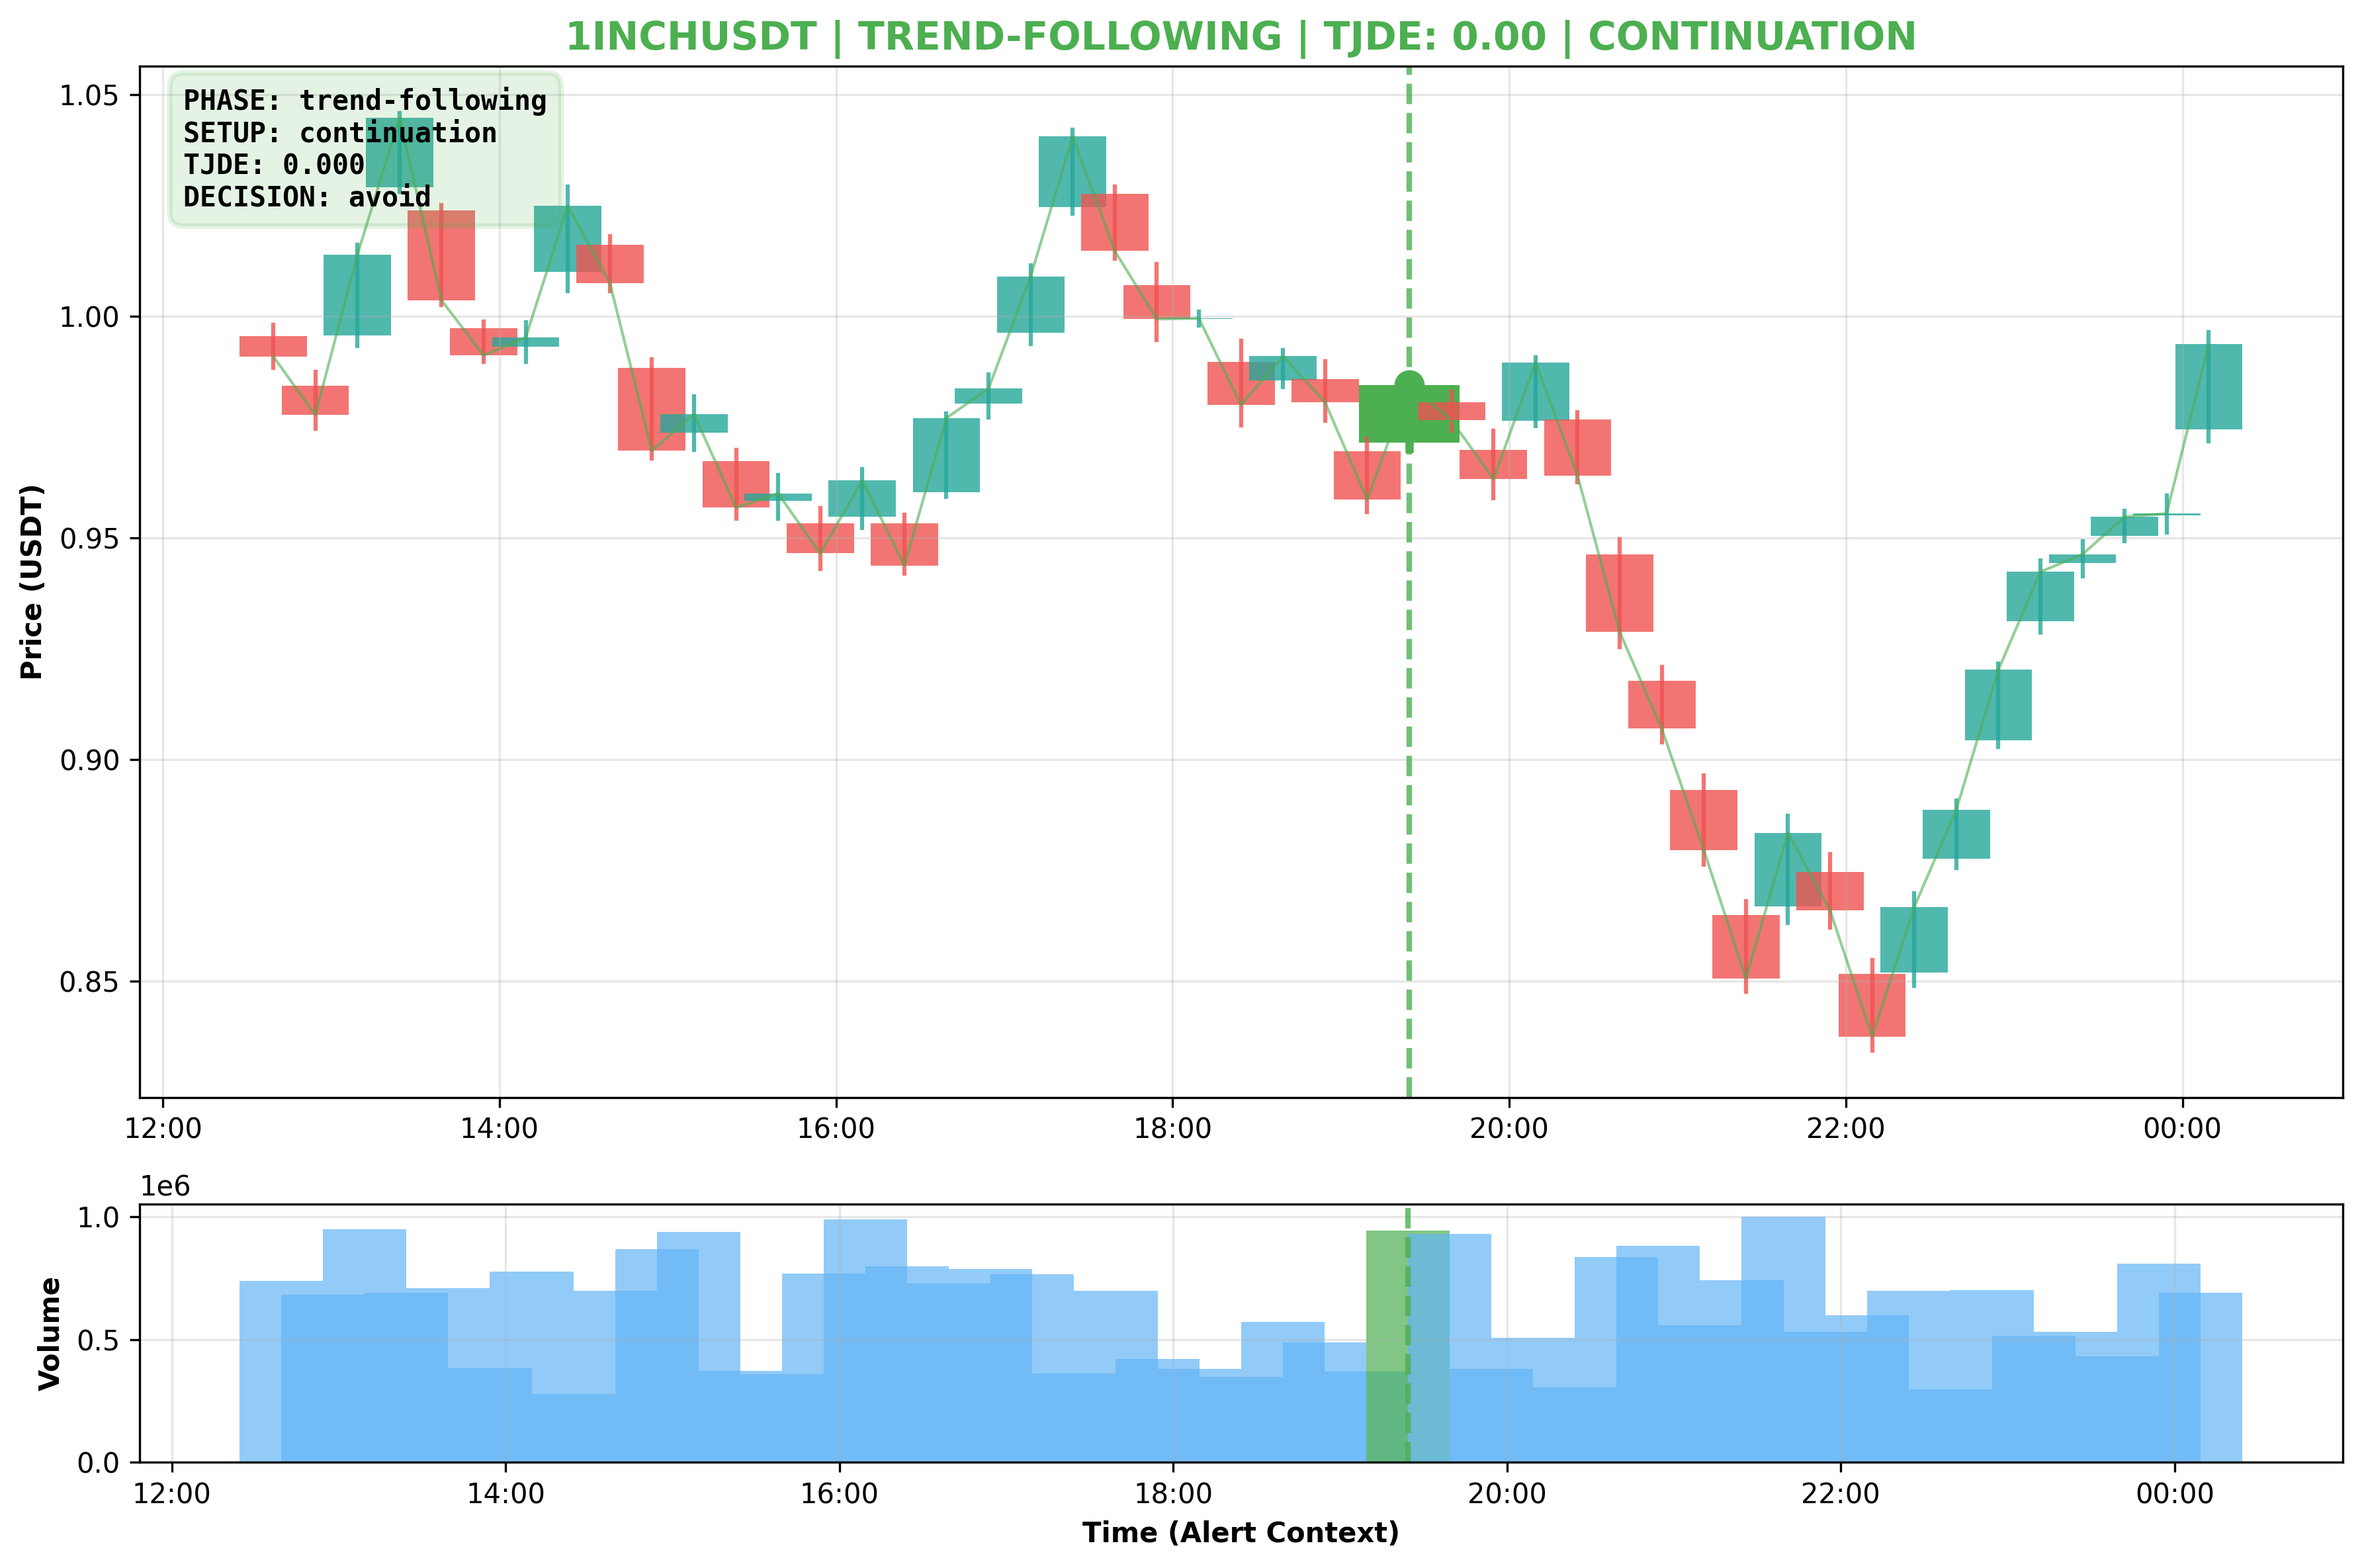 1INCHUSDT | TREND-FOLLOWING | TJDE: 0.00 | CONTINUATION
PHASE: trend-following
SETUP: continuation
TJDE: 0.000
DECISION: avoid
Price (USDT)
1.05
1.00
0.95
0.90
0.85
12:00 14:00 16:00 18:00 20:00 22:00 00:00
1e6
Volume
1.0
0.5
0.0
12:00 14:00 16:00 18:00 20:00 22:00 00:00
Time (Alert Context)